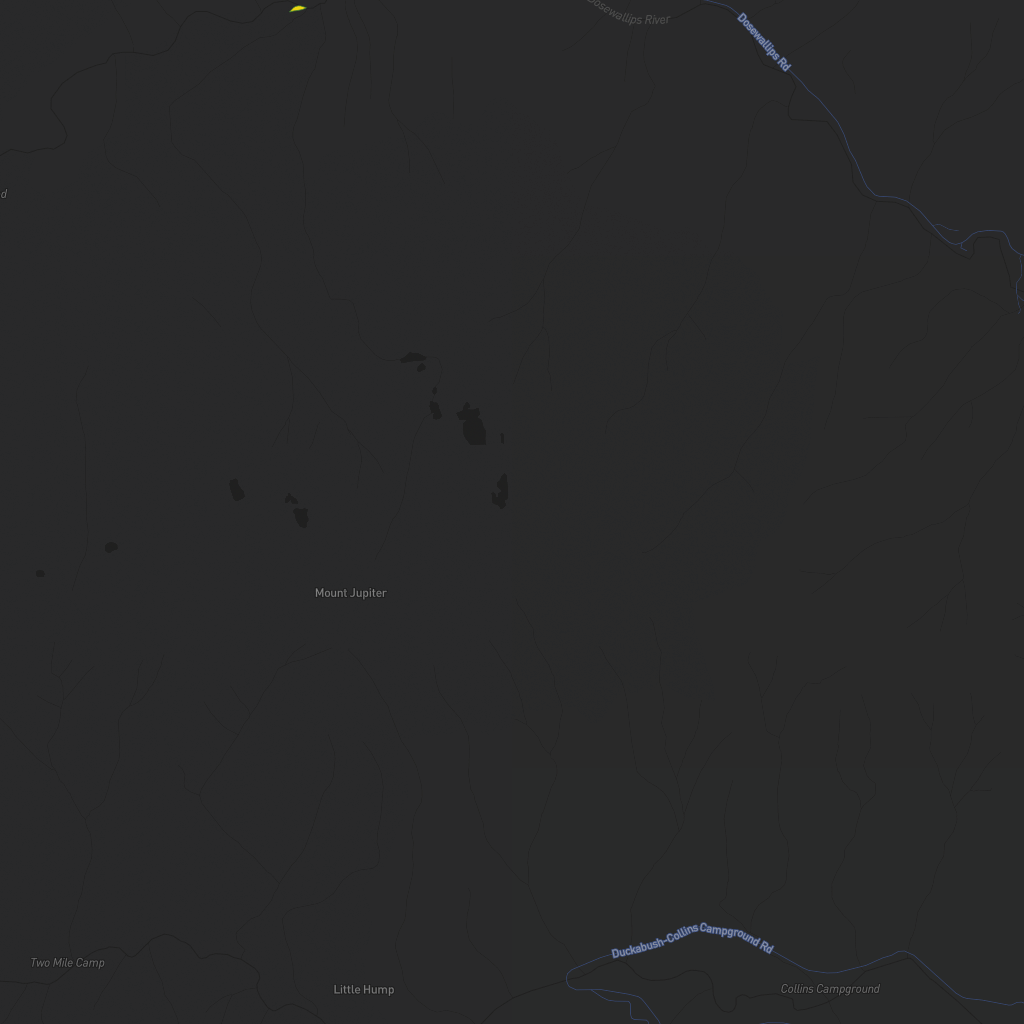 Dosewallips River
Dosewallips Rd
d
Mount Jupiter
Duckabush-Collins Campground Rd
Two Mile Camp
Little Hump
Collins Campground